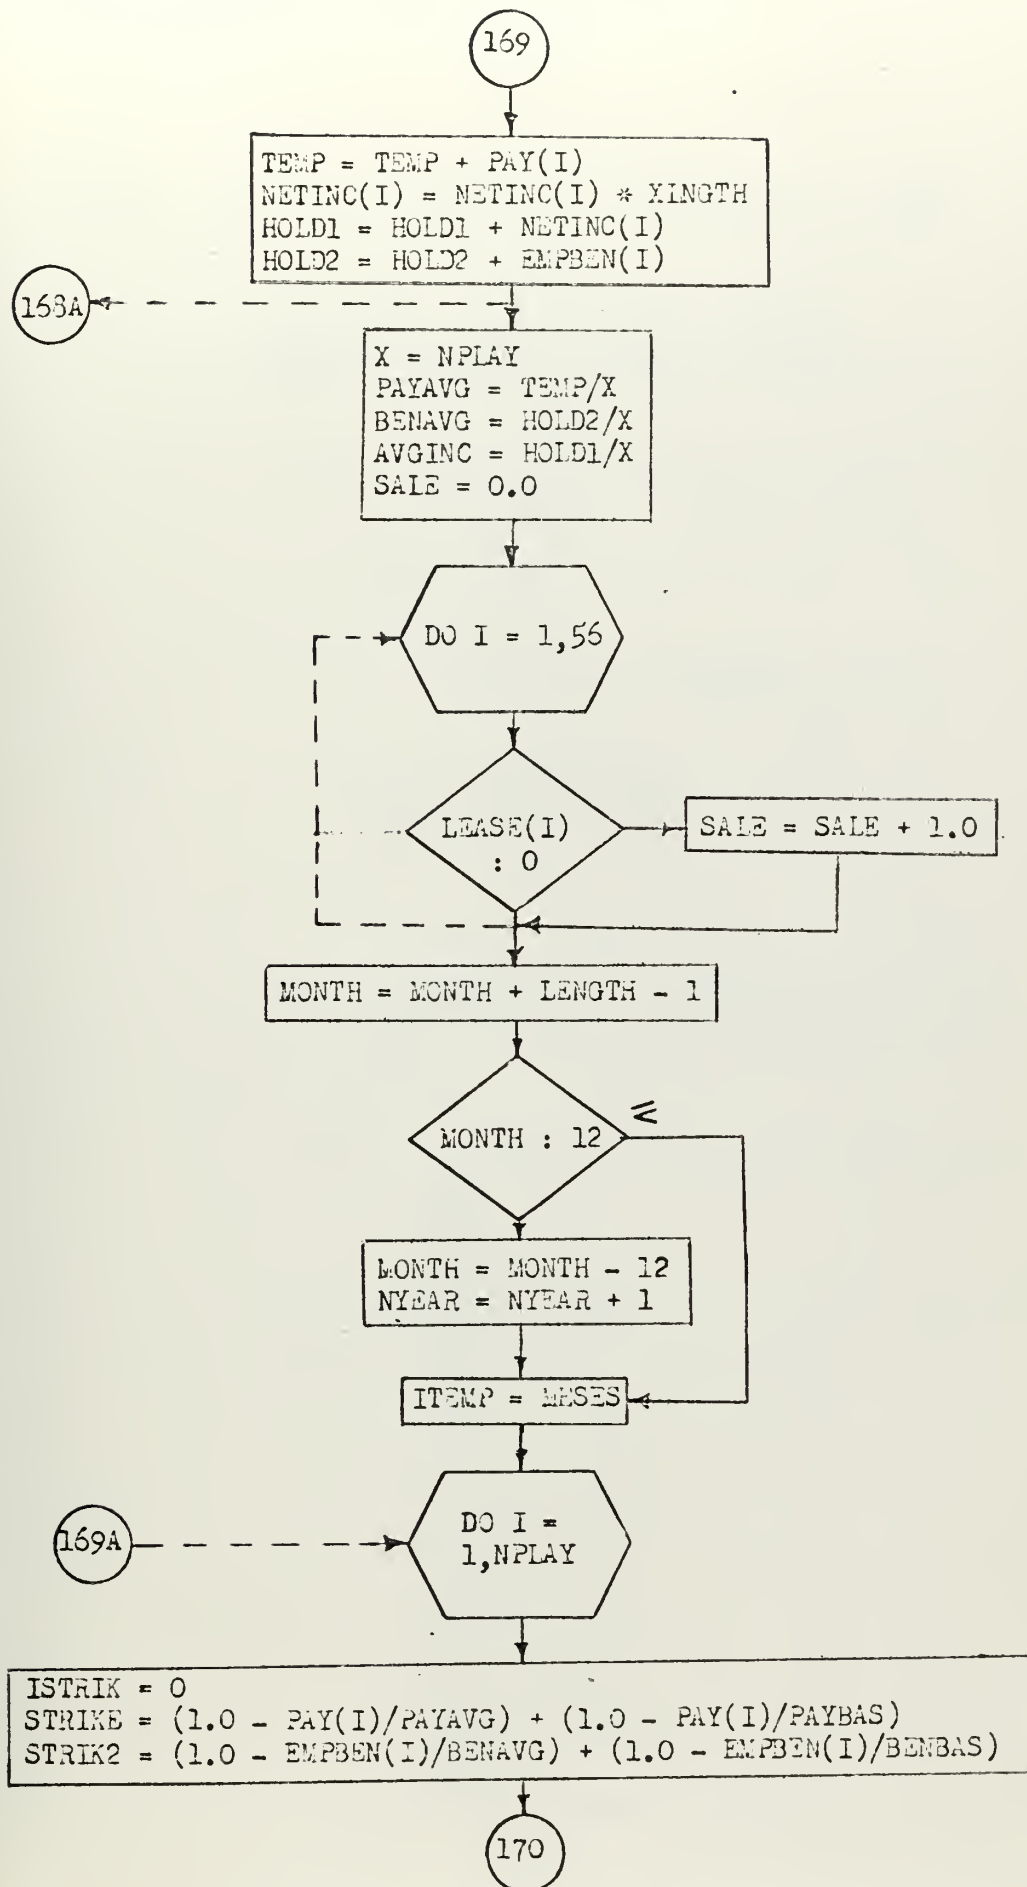 169
TEMP = TEMP + PAY(I)
NETINC(I) = NETINC(I) * XINGTH
HOLD1 = HOLD1 + NETINC(I)
HOLD2 = HOLD2 + EMPBEN(I)
168A
X = NPLAY
PAYAVG = TEMP/X
BENAVG = HOLD2/X
AVGINC = HOLD1/X
SALE = 0.0
DO I = 1,56
LEASE(I)
: 0
SALE = SALE + 1.0
MONTH = MONTH + LENGTH - 1
≤
MONTH : 12
MONTH = MONTH - 12
NYEAR = NYEAR + 1
ITEMP = MESES
DO I =
1,NPLAY
169A
ISTRIK = 0
STRIKE = (1.0 - PAY(I)/PAYAVG) + (1.0 - PAY(I)/PAYBAS)
STRIK2 = (1.0 - EMPBEN(I)/BENAVG) + (1.0 - EMPBEN(I)/BENBAS)
170